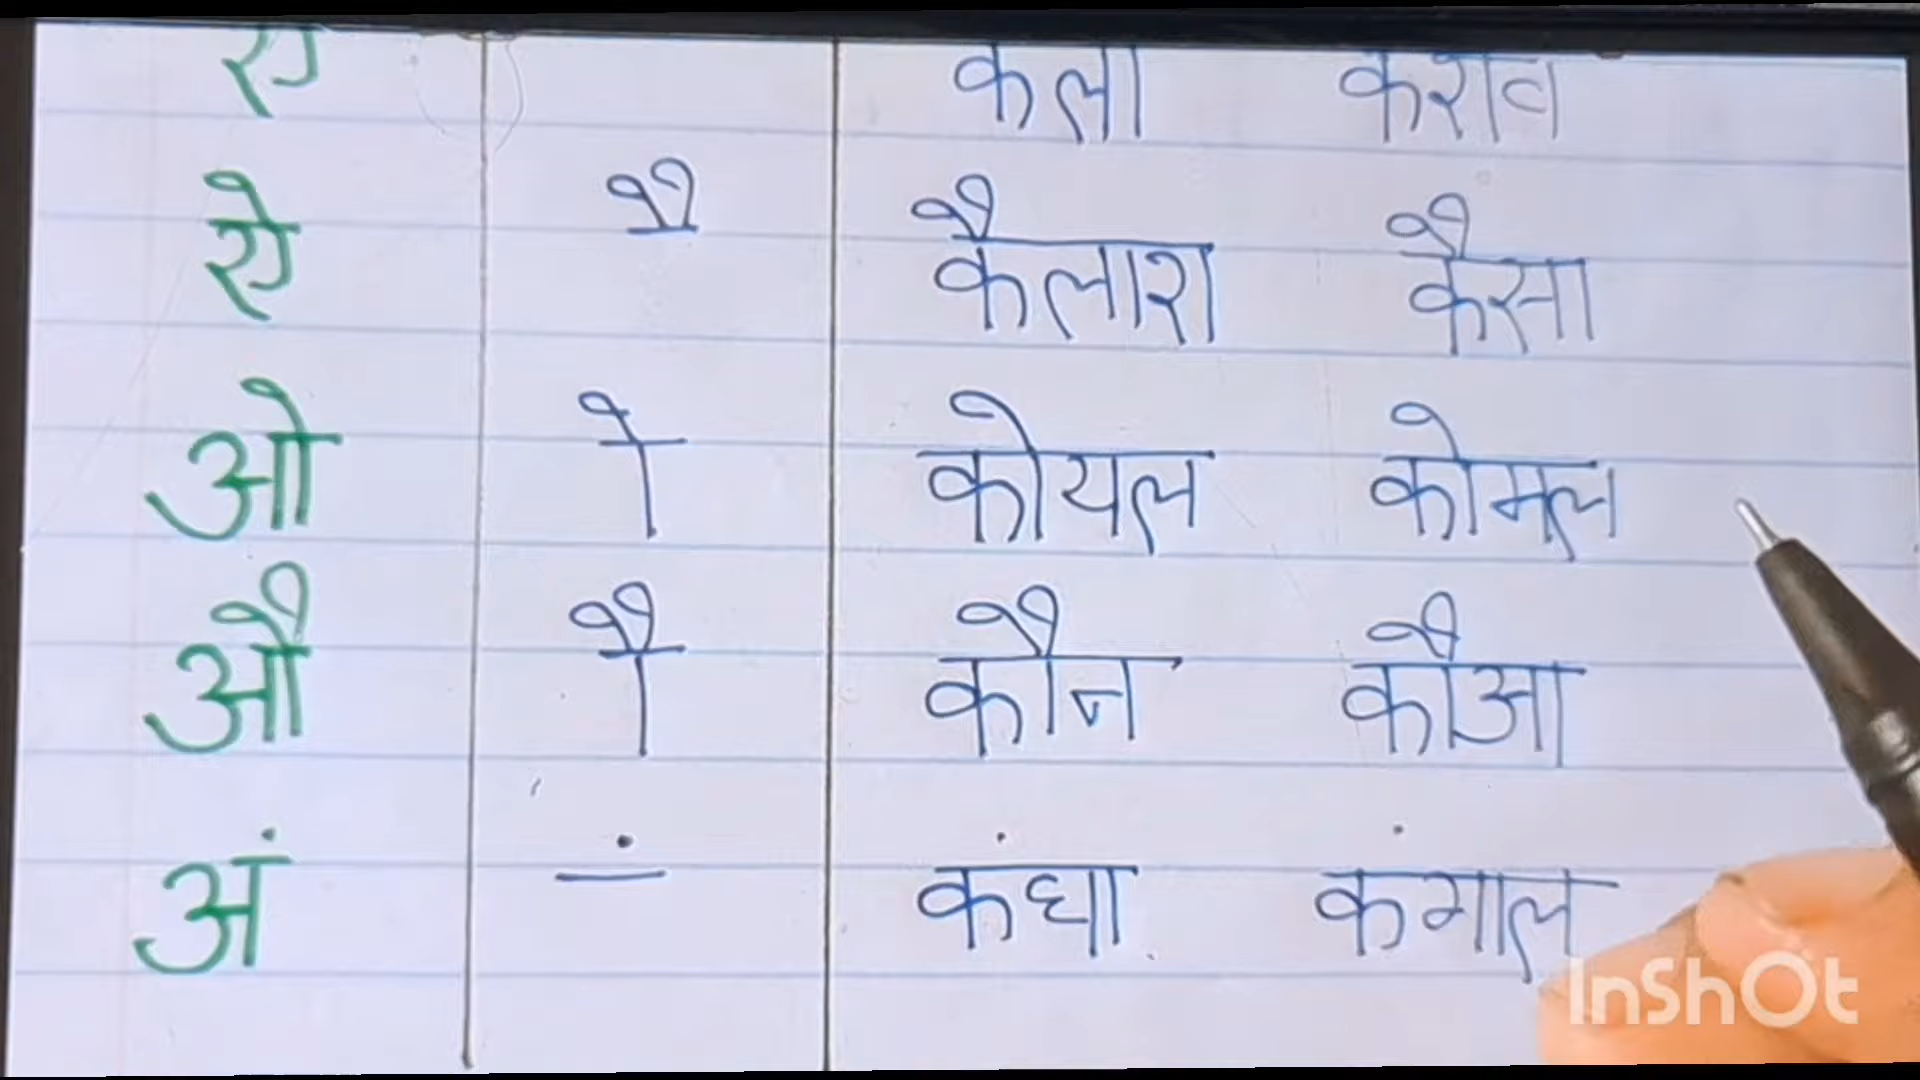 ए केला केशव
ऐ ै कैलाश कैसा
ओ ो कोयल कोमल
औ ौ कौन कौआ
अं ं कंघा कंगाल
InShOt